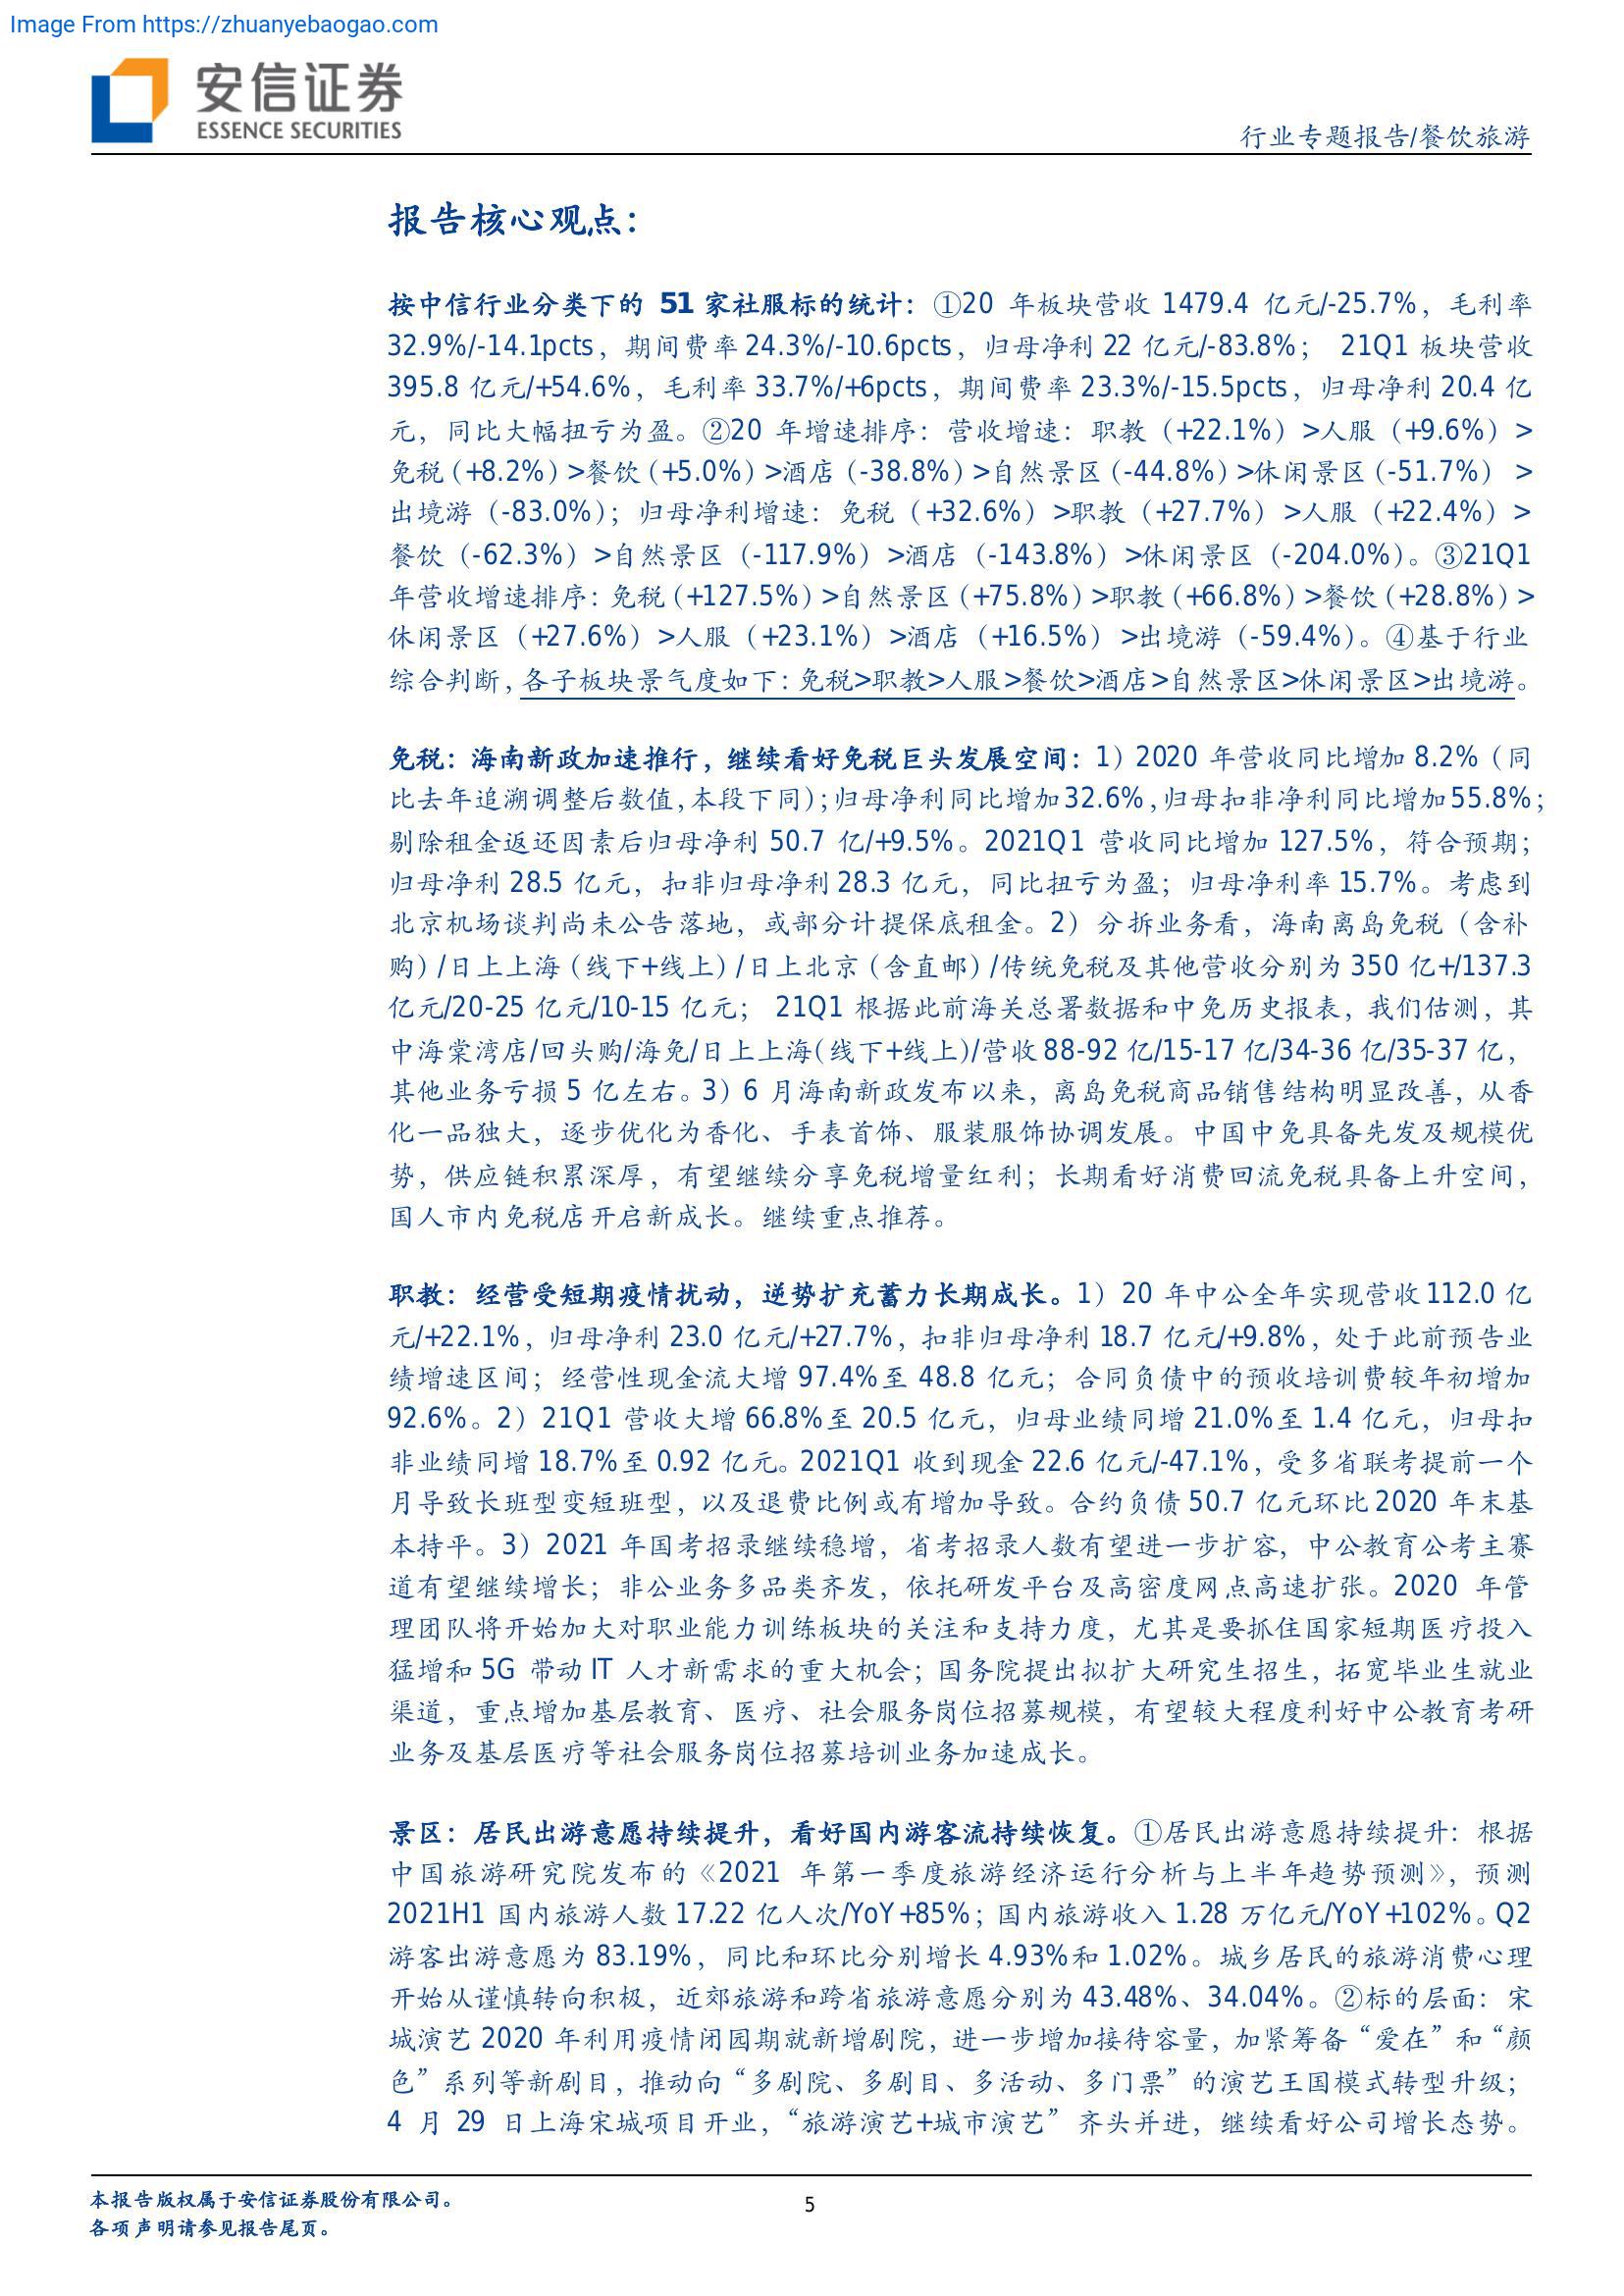 Image From https://zhuanyebaogao.com
安信证券
ESSENCE SECURITIES
行业专题报告/餐饮旅游
报告核心观点：
按中信行业分类下的 51 家社服标的统计：①20 年板块营收 1479.4 亿元/-25.7%，毛利率
32.9%/-14.1pcts，期间费率 24.3%/-10.6pcts，归母净利 22 亿元/-83.8%； 21Q1 板块营收
395.8 亿元/+54.6%，毛利率 33.7%/+6pcts，期间费率 23.3%/-15.5pcts，归母净利 20.4 亿
元，同比大幅扭亏为盈。②20 年增速排序：营收增速：职教（+22.1%）>人服（+9.6%）>
免税（+8.2%）>餐饮（+5.0%）>酒店（-38.8%）>自然景区（-44.8%）>休闲景区（-51.7%） >
出境游（-83.0%）；归母净利增速：免税（+32.6%）>职教（+27.7%）>人服（+22.4%）>
餐饮（-62.3%）>自然景区（-117.9%）>酒店（-143.8%）>休闲景区（-204.0%）。③21Q1
年营收增速排序：免税（+127.5%）>自然景区（+75.8%）>职教（+66.8%）>餐饮（+28.8%）>
休闲景区（+27.6%）>人服（+23.1%）>酒店（+16.5%）>出境游（-59.4%）。④基于行业
综合判断，各子板块景气度如下：免税>职教>人服>餐饮>酒店>自然景区>休闲景区>出境游。
免税：海南新政加速推行，继续看好免税巨头发展空间：1）2020 年营收同比增加 8.2%（同
比去年追溯调整后数值，本段下同）；归母净利同比增加 32.6%，归母扣非净利同比增加 55.8%；
剔除租金返还因素后归母净利 50.7 亿/+9.5%。2021Q1 营收同比增加 127.5%，符合预期；
归母净利 28.5 亿元，扣非归母净利 28.3 亿元，同比扭亏为盈；归母净利率 15.7%。考虑到
北京机场谈判尚未公告落地，或部分计提保底租金。2）分拆业务看，海南离岛免税（含补
购）/日上上海（线下+线上）/日上北京（含直邮）/传统免税及其他营收分别为 350 亿+/137.3
亿元/20-25 亿元/10-15 亿元； 21Q1 根据此前海关总署数据和中免历史报表，我们估测，其
中海棠湾店/回头购/海免/日上上海（线下+线上）/营收 88-92 亿/15-17 亿/34-36 亿/35-37 亿，
其他业务亏损 5 亿左右。3）6 月海南新政发布以来，离岛免税商品销售结构明显改善，从香
化一品独大，逐步优化为香化、手表首饰、服装服饰协调发展。中国中免具备先发及规模优
势，供应链积累深厚，有望继续分享免税增量红利；长期看好消费回流免税具备上升空间，
国人市内免税店开启新成长。继续重点推荐。
职教：经营受短期疫情扰动，逆势扩充蓄力长期成长。1）20 年中公全年实现营收 112.0 亿
元/+22.1%，归母净利 23.0 亿元/+27.7%，扣非归母净利 18.7 亿元/+9.8%，处于此前预告业
绩增速区间；经营性现金流大增 97.4%至 48.8 亿元；合同负债中的预收培训费较年初增加
92.6%。2）21Q1 营收大增 66.8%至 20.5 亿元，归母业绩同增 21.0%至 1.4 亿元，归母扣
非业绩同增 18.7%至 0.92 亿元。2021Q1 收到现金 22.6 亿元/-47.1%，受多省联考提前一个
月导致长班型变短班型，以及退费比例或有增加导致。合约负债 50.7 亿元环比 2020 年末基
本持平。3）2021 年国考招录继续稳增，省考招录人数有望进一步扩容，中公教育公考主赛
道有望继续增长；非公业务多品类齐发，依托研发平台及高密度网点高速扩张。2020 年管
理团队将开始加大对职业能力训练板块的关注和支持力度，尤其是要抓住国家短期医疗投入
猛增和 5G 带动 IT 人才新需求的重大机会；国务院提出拟扩大研究生招生，拓宽毕业生就业
渠道，重点增加基层教育、医疗、社会服务岗位招募规模，有望较大程度利好中公教育考研
业务及基层医疗等社会服务岗位招募培训业务加速成长。
景区：居民出游意愿持续提升，看好国内游客流持续恢复。①居民出游意愿持续提升：根据
中国旅游研究院发布的《2021 年第一季度旅游经济运行分析与上半年趋势预测》，预测
2021H1 国内旅游人数 17.22 亿人次/YoY+85%；国内旅游收入 1.28 万亿元/YoY+102%。Q2
游客出游意愿为 83.19%，同比和环比分别增长 4.93%和 1.02%。城乡居民的旅游消费心理
开始从谨慎转向积极，近郊旅游和跨省旅游意愿分别为 43.48%、34.04%。②标的层面：宋
城演艺 2020 年利用疫情闭园期就新增剧院，进一步增加接待容量，加紧筹备“爱在”和“颜
色”系列等新剧目，推动向“多剧院、多剧目、多活动、多门票”的演艺王国模式转型升级；
4 月 29 日上海宋城项目开业，“旅游演艺+城市演艺”齐头并进，继续看好公司增长态势。
本报告版权属于安信证券股份有限公司。
各项声明请参见报告尾页。
5